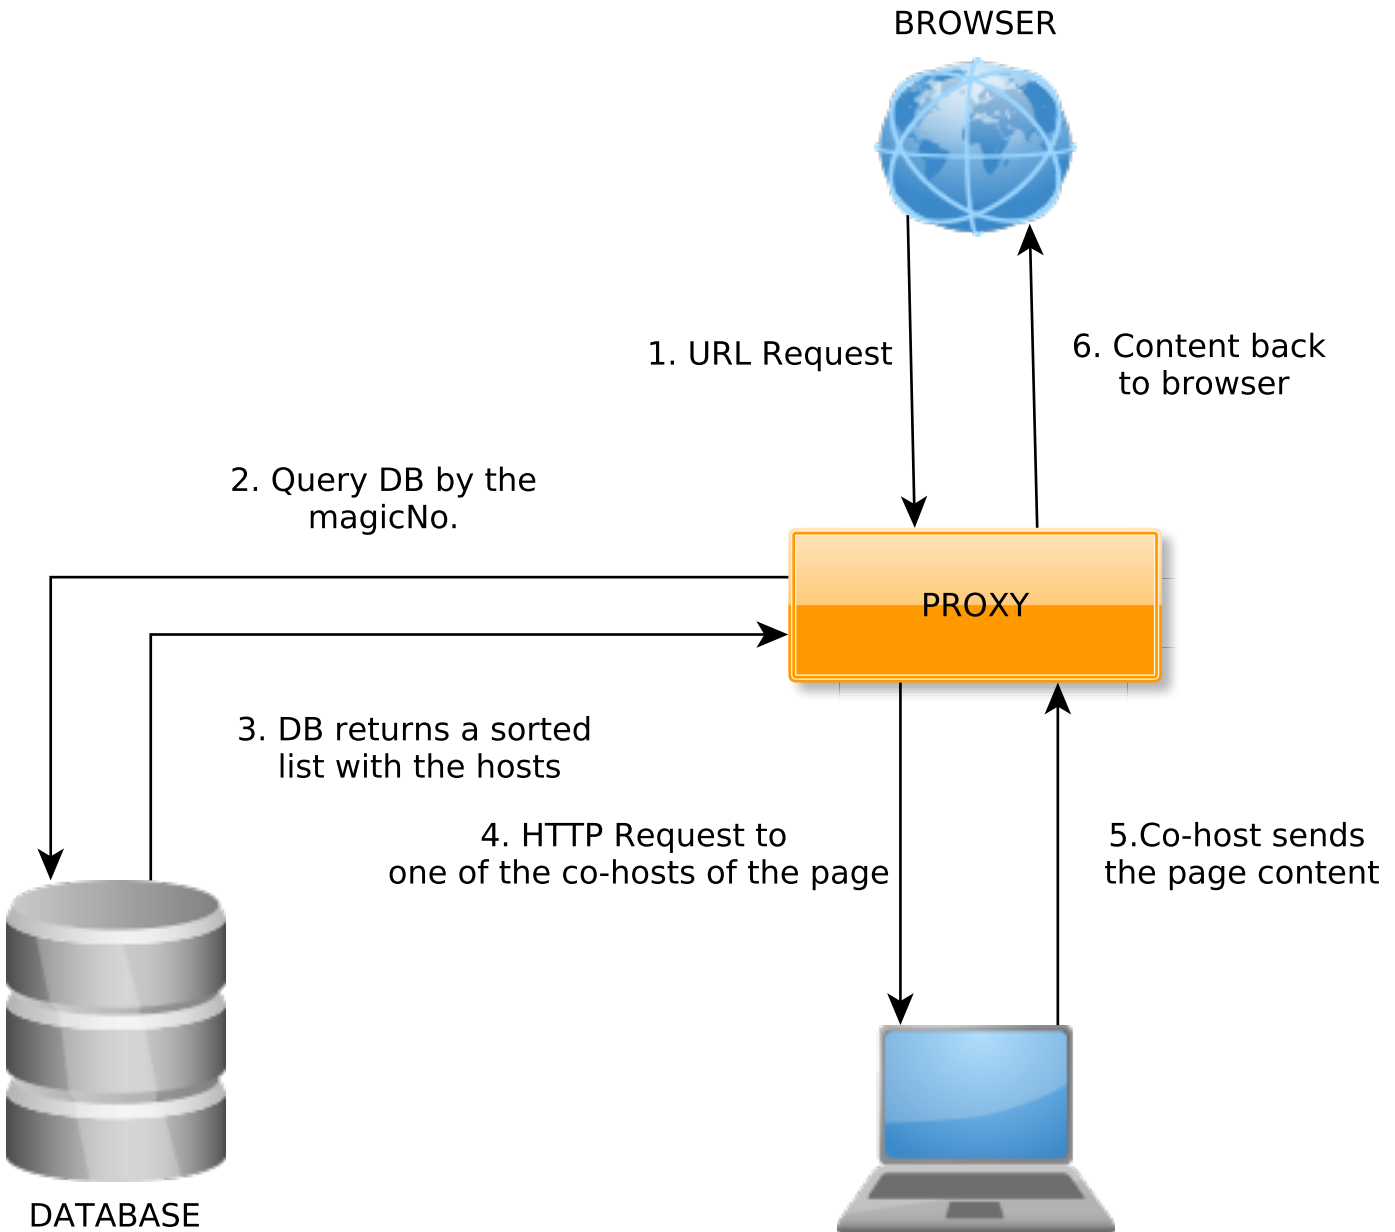 BROWSER
1. URL Request
6. Content back
to browser
2. Query DB by the
magicNo.
PROXY
3. DB returns a sorted
list with the hosts
4. HTTP Request to
one of the co-hosts of the page
5.Co-host sends
the page content
DATABASE